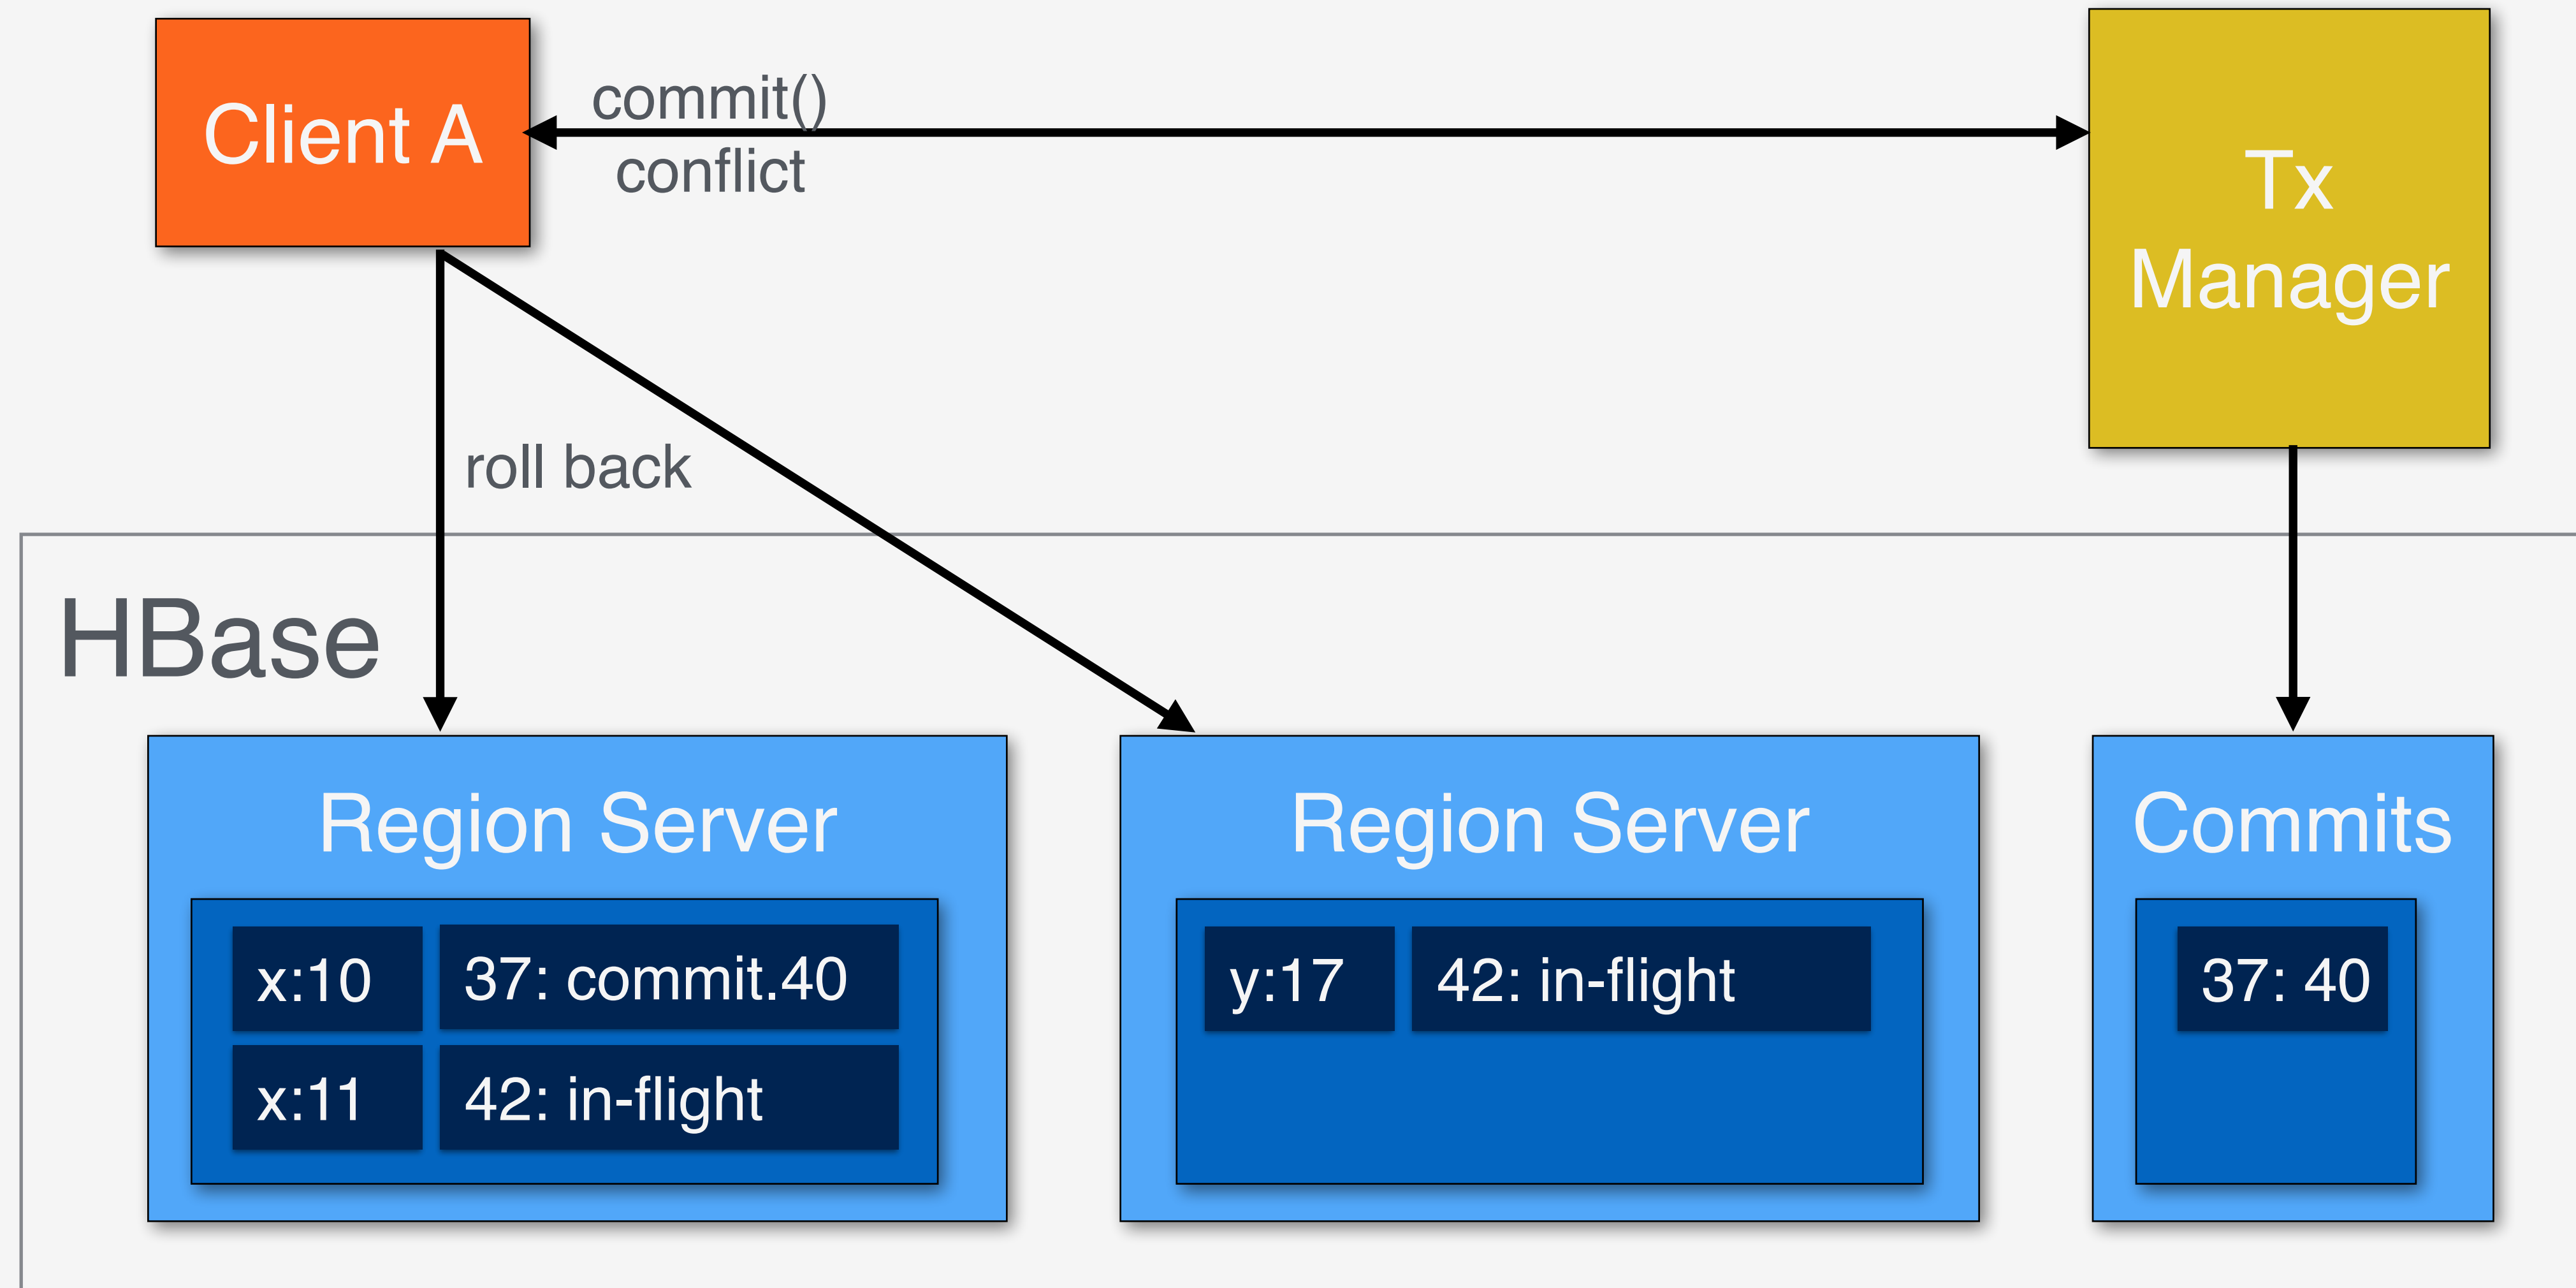 Client A
commit()
conflict
Tx
Manager
roll back
HBase
Region Server
x:10 37: commit.40
x:11 42: in-flight
Region Server
y:17 42: in-flight
Commits
37: 40